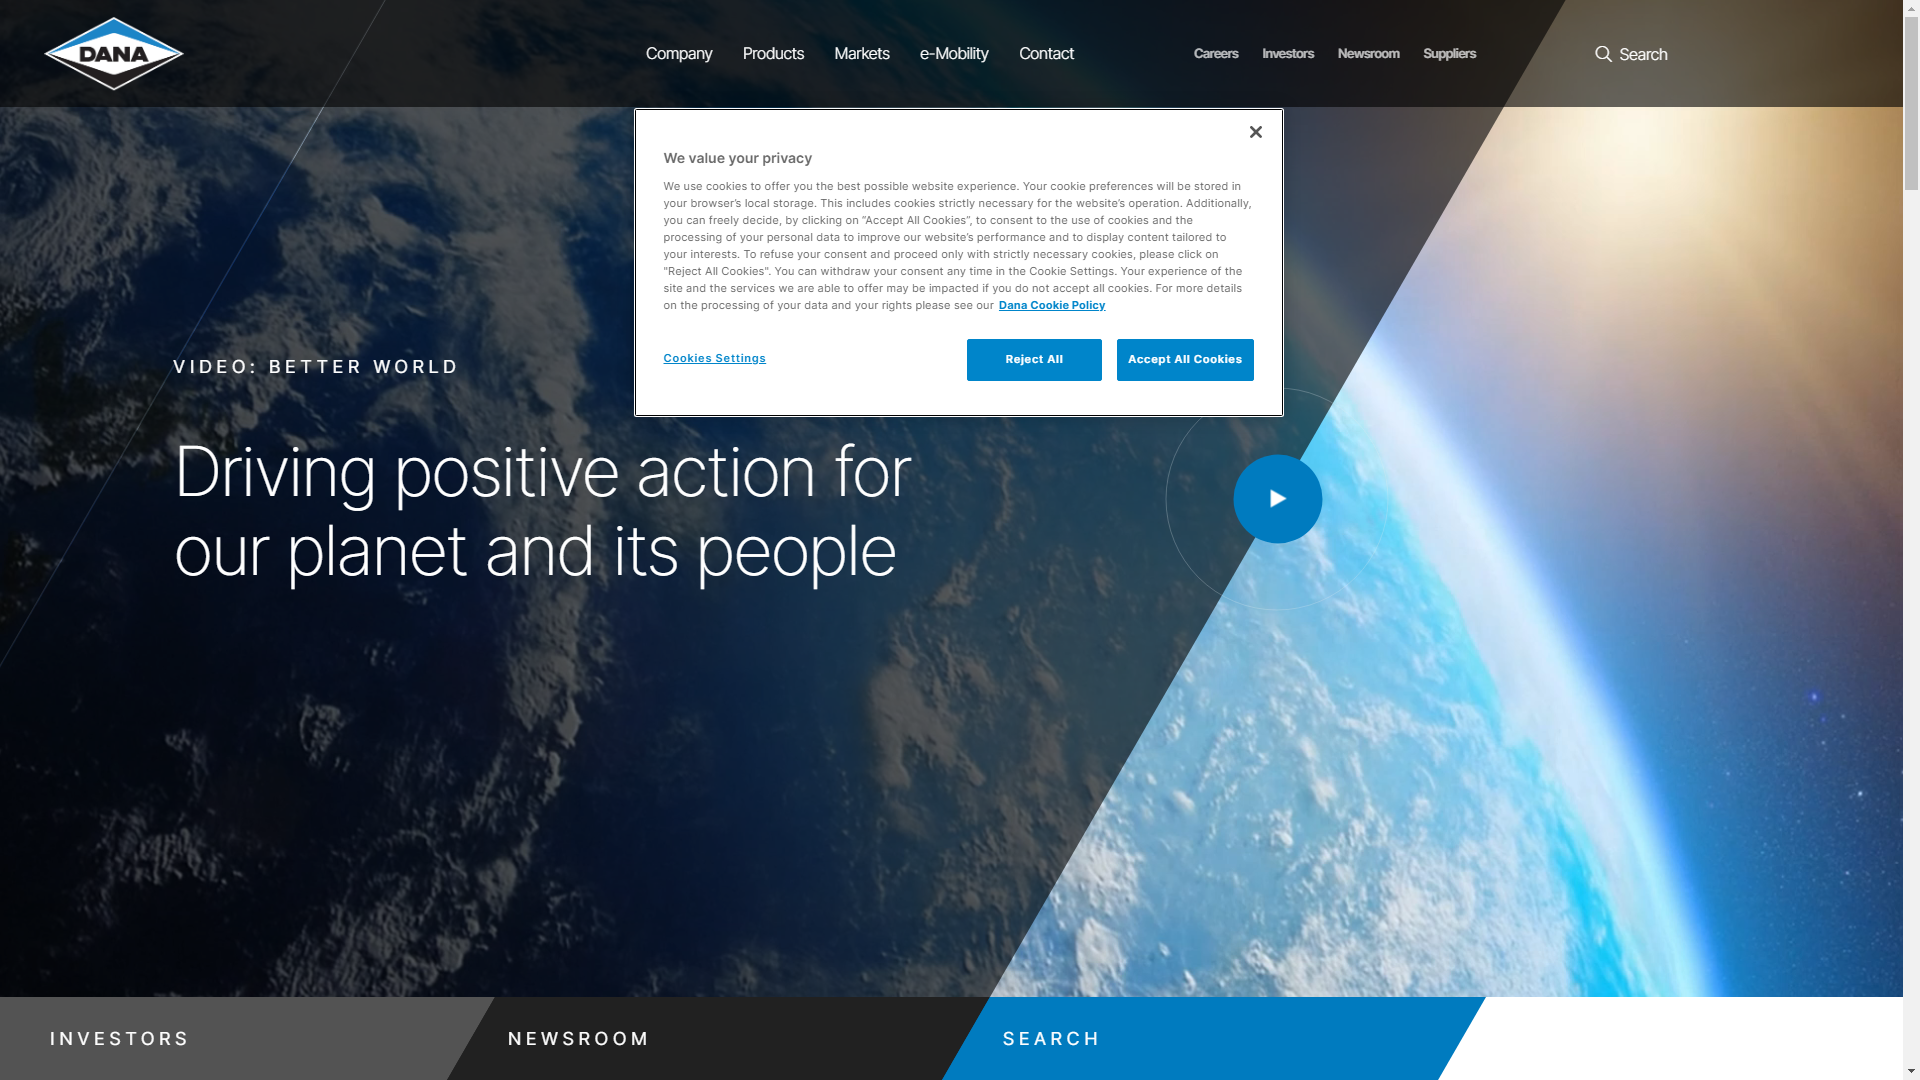 DANA
Company Products Markets e-Mobility Contact
Careers Investors Newsroom Suppliers
Search
We value your privacy
We use cookies to offer you the best possible website experience. Your cookie preferences will be stored in
your browser’s local storage. This includes cookies strictly necessary for the website’s operation. Additionally,
you can freely decide, by clicking on “Accept All Cookies”, to consent to the use of cookies and the
processing of your personal data to improve our website’s performance and to display content tailored to
your interests. To refuse your consent and proceed only with strictly necessary cookies, please click on
"Reject All Cookies". You can withdraw your consent any time in the Cookie Settings. Your experience of the
site and the services we are able to offer may be impacted if you do not accept all cookies. For more details
on the processing of your data and your rights please see our Dana Cookie Policy
Cookies Settings
Reject All
Accept All Cookies
VIDEO: BETTER WORLD
Driving positive action for
our planet and its people
INVESTORS
NEWSROOM
SEARCH